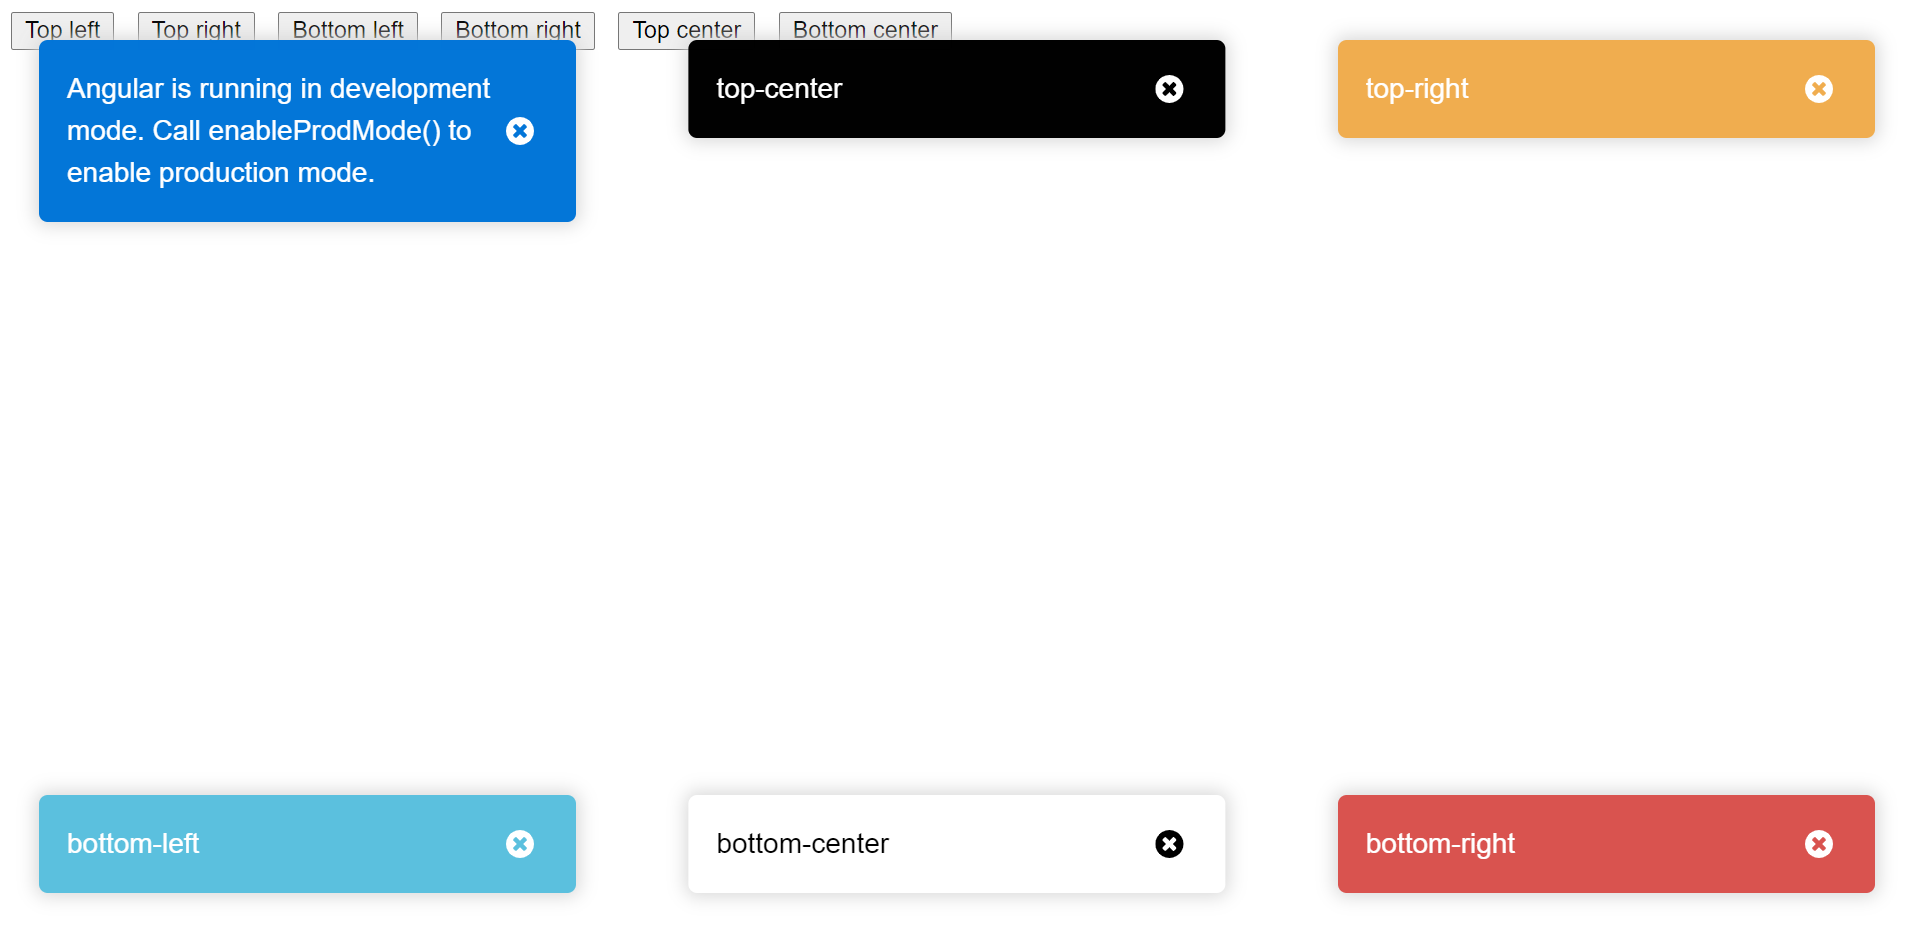 Top left Top right Bottom left Bottom right Top center Bottom center
Angular is running in development
mode. Call enableProdMode() to
enable production mode.
top-center
top-right
bottom-left
bottom-center
bottom-right